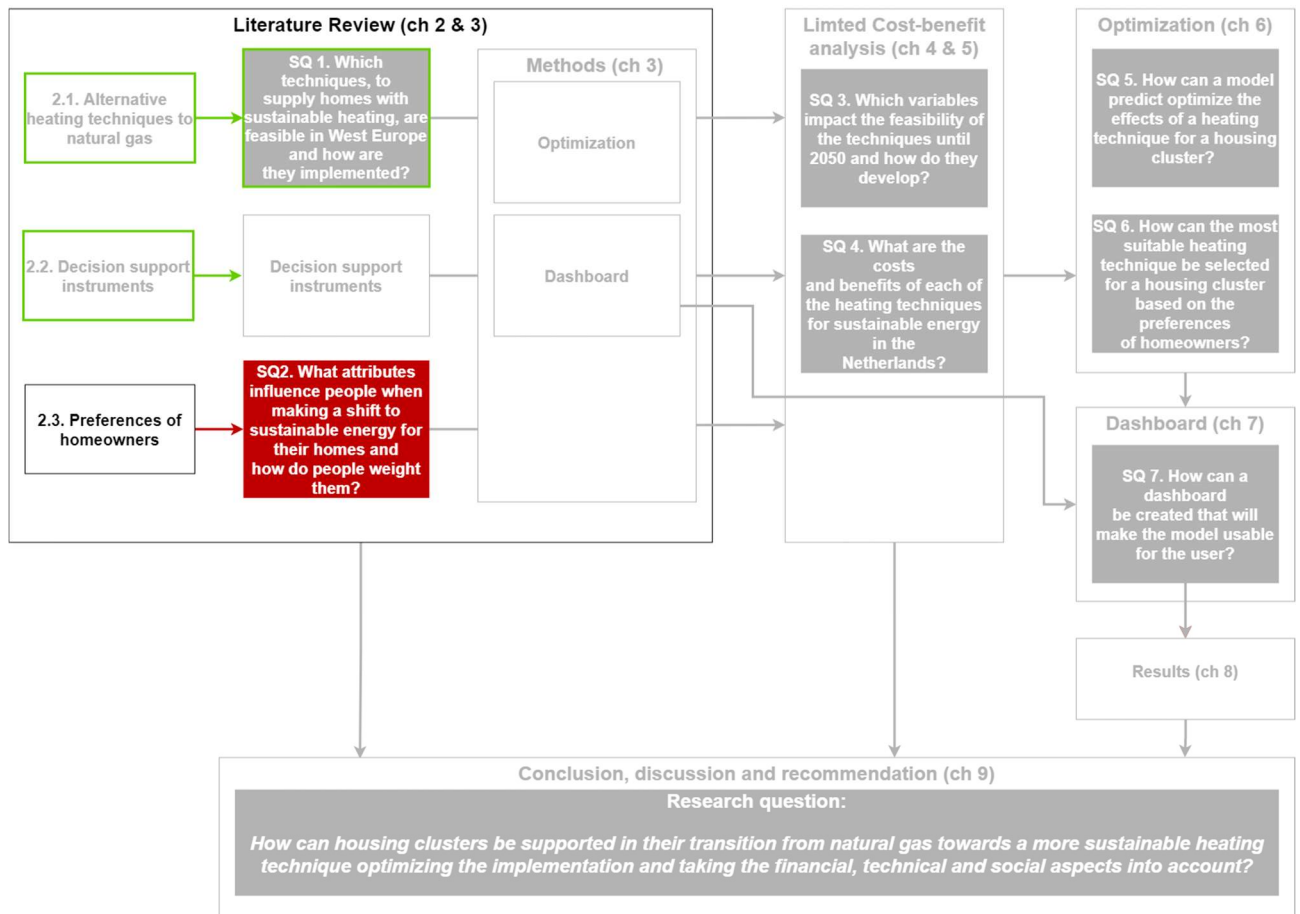 Literature Review (ch 2 & 3)
2.1. Alternative
heating techniques to
natural gas
SQ 1. Which
techniques, to
supply homes with
sustainable heating, are
feasible in West Europe
and how are
they implemented?
2.2. Decision support
instruments
Decision support
instruments
2.3. Preferences of
homeowners
SQ2. What attributes
influence people when
making a shift to
sustainable energy for
their homes and
how do people weight
them?
Methods (ch 3)
Optimization
Dashboard
Limted Cost-benefit
analysis (ch 4 & 5)
SQ 3. Which variables
impact the feasibility of
the techniques until
2050 and how do they
develop?
SQ 4. What are the
costs
and benefits of each of
the heating techniques
for sustainable energy
in the
Netherlands?
Optimization (ch 6)
SQ 5. How can a model
predict optimize the
effects of a heating
technique for a housing
cluster?
SQ 6. How can the most
suitable heating
technique be selected
for a housing cluster
based on the
preferences
of homeowners?
Dashboard (ch 7)
SQ 7. How can a
dashboard
be created that will
make the model usable
for the user?
Results (ch 8)
Conclusion, discussion and recommendation (ch 9)
Research question:
How can housing clusters be supported in their transition from natural gas towards a more sustainable heating
technique optimizing the implementation and taking the financial, technical and social aspects into account?